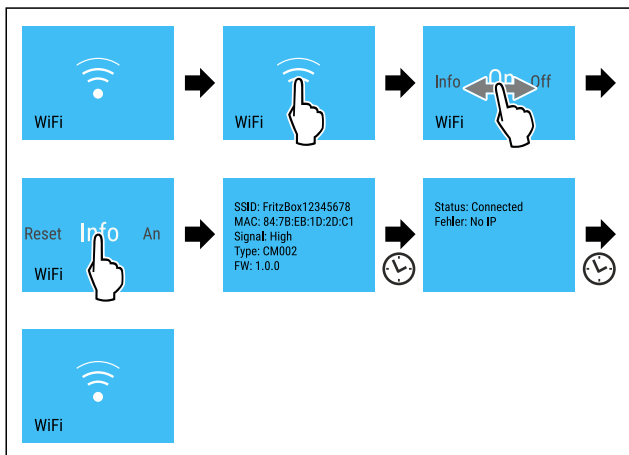 WiFi
WiFi
Info On Off
WiFi
Reset Info An
WiFi
SSID: FritzBox12345678
MAC: 84:7B:EB:1D:2D:C1
Signal: High
Type: CM002
FW: 1.0.0
Status: Connected
Fehler: No IP
WiFi